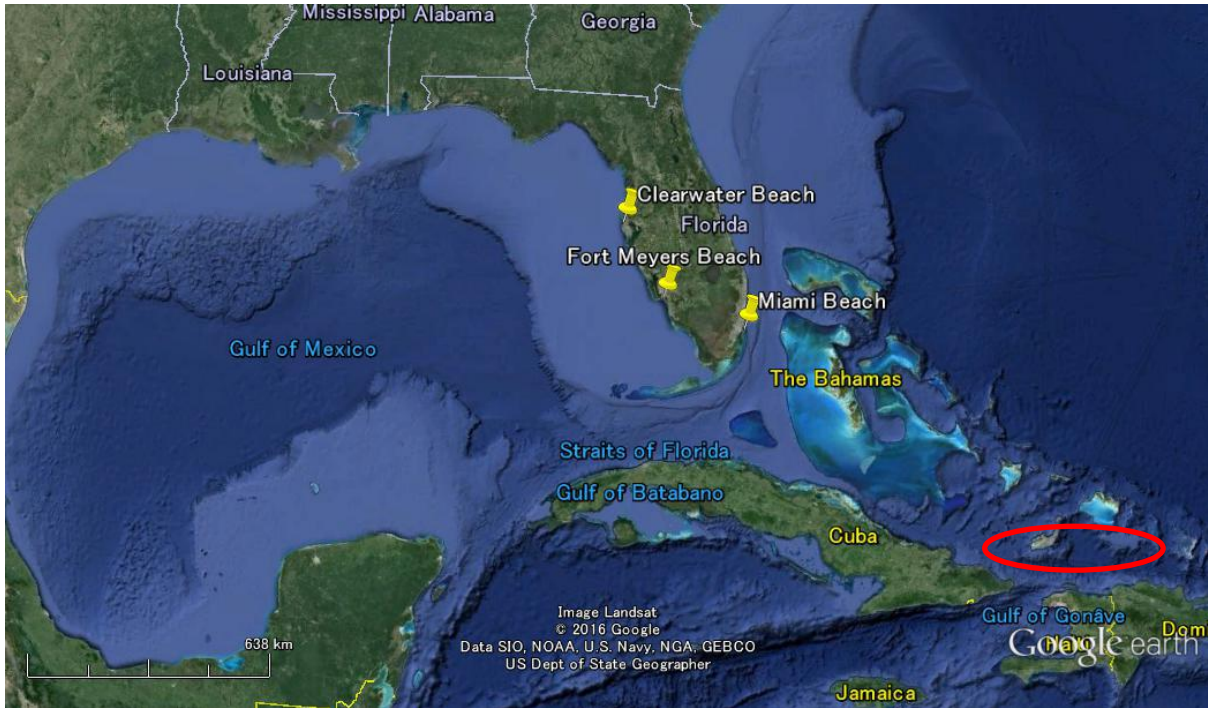 Mississippi Alabama
Georgia
Louisiana
Clearwater Beach
Florida
Fort Meyers Beach
Miami Beach
Gulf of Mexico
The Bahamas
Straits of Florida
Gulf of Batabano
Cuba
Image Landsat
© 2016 Google
Data SIO, NOAA, U.S. Navy, NGA, GEBCO
US Dept of State Geographer
638 km
Gulf of Gonâve
Dom
Haiti
Google earth
Jamaica